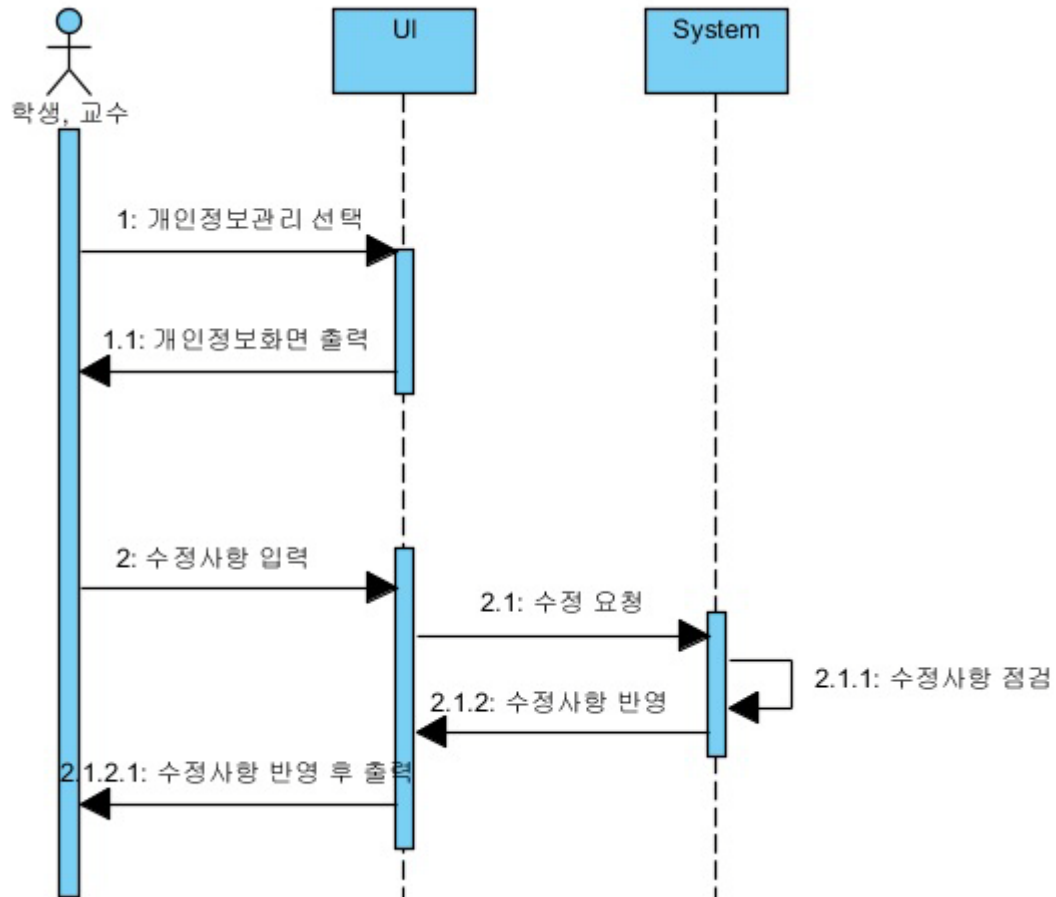 UI
System
학생, 교수
1: 개인정보관리 선택
1.1: 개인정보화면 출력
2: 수정사항 입력
2.1: 수정 요청
2.1.1: 수정사항 점검
2.1.2: 수정사항 반영
2.1.2.1: 수정사항 반영 후 출력